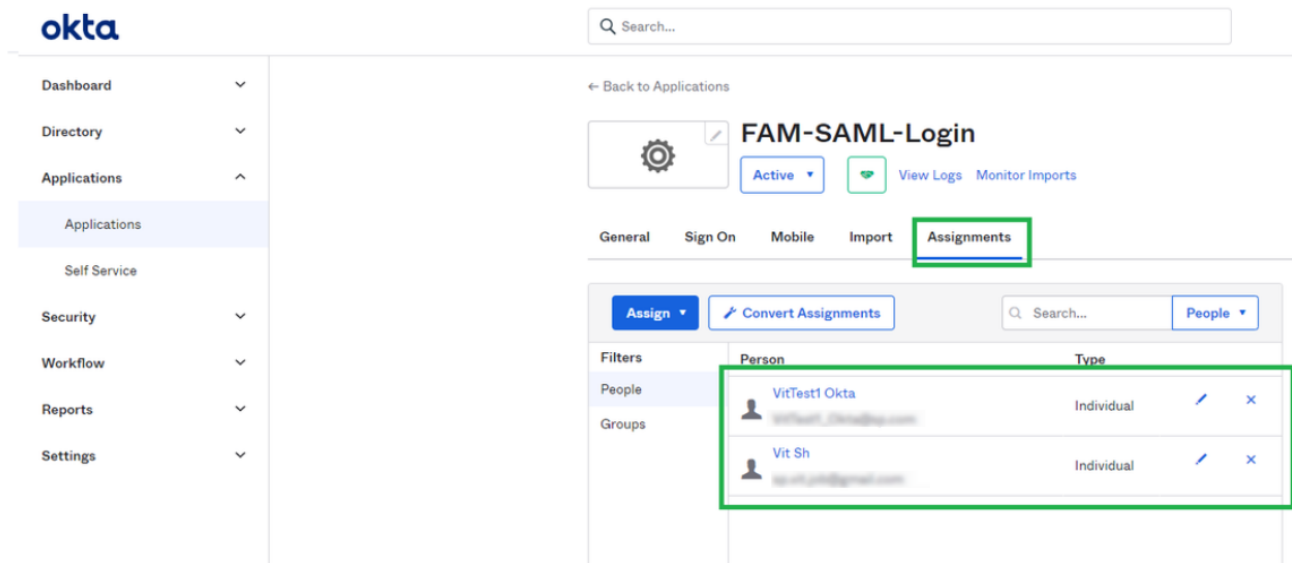 okta
Search...
Dashboard
Directory
Applications
Applications
Self Service
Security
Workflow
Reports
Settings
← Back to Applications
FAM-SAML-Login
Active
View Logs Monitor Imports
General Sign On Mobile Import Assignments
Assign Convert Assignments Search... People
Filters Person Type
People
Groups
VitTest1 Okta
Individual
Vit Sh
Individual